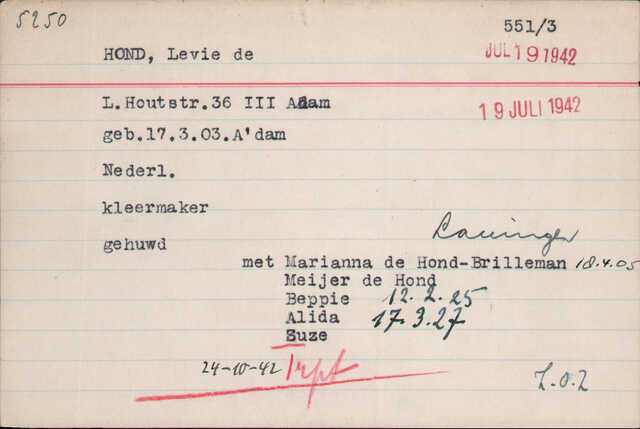 5250
551/3
HOND, Levie de
JUL 19 1942
L.Houtstr.36 III Adam
19 JULI 1942
geb.17.3.03.A'dam
Nederl.
kleermaker
gehuwd
met Marianna de Hond-Brilleman 18.4.05
Meijer de Hond
Beppie 12.2.25
Alida 17.3.27
Suze
24-10-42 Trpt